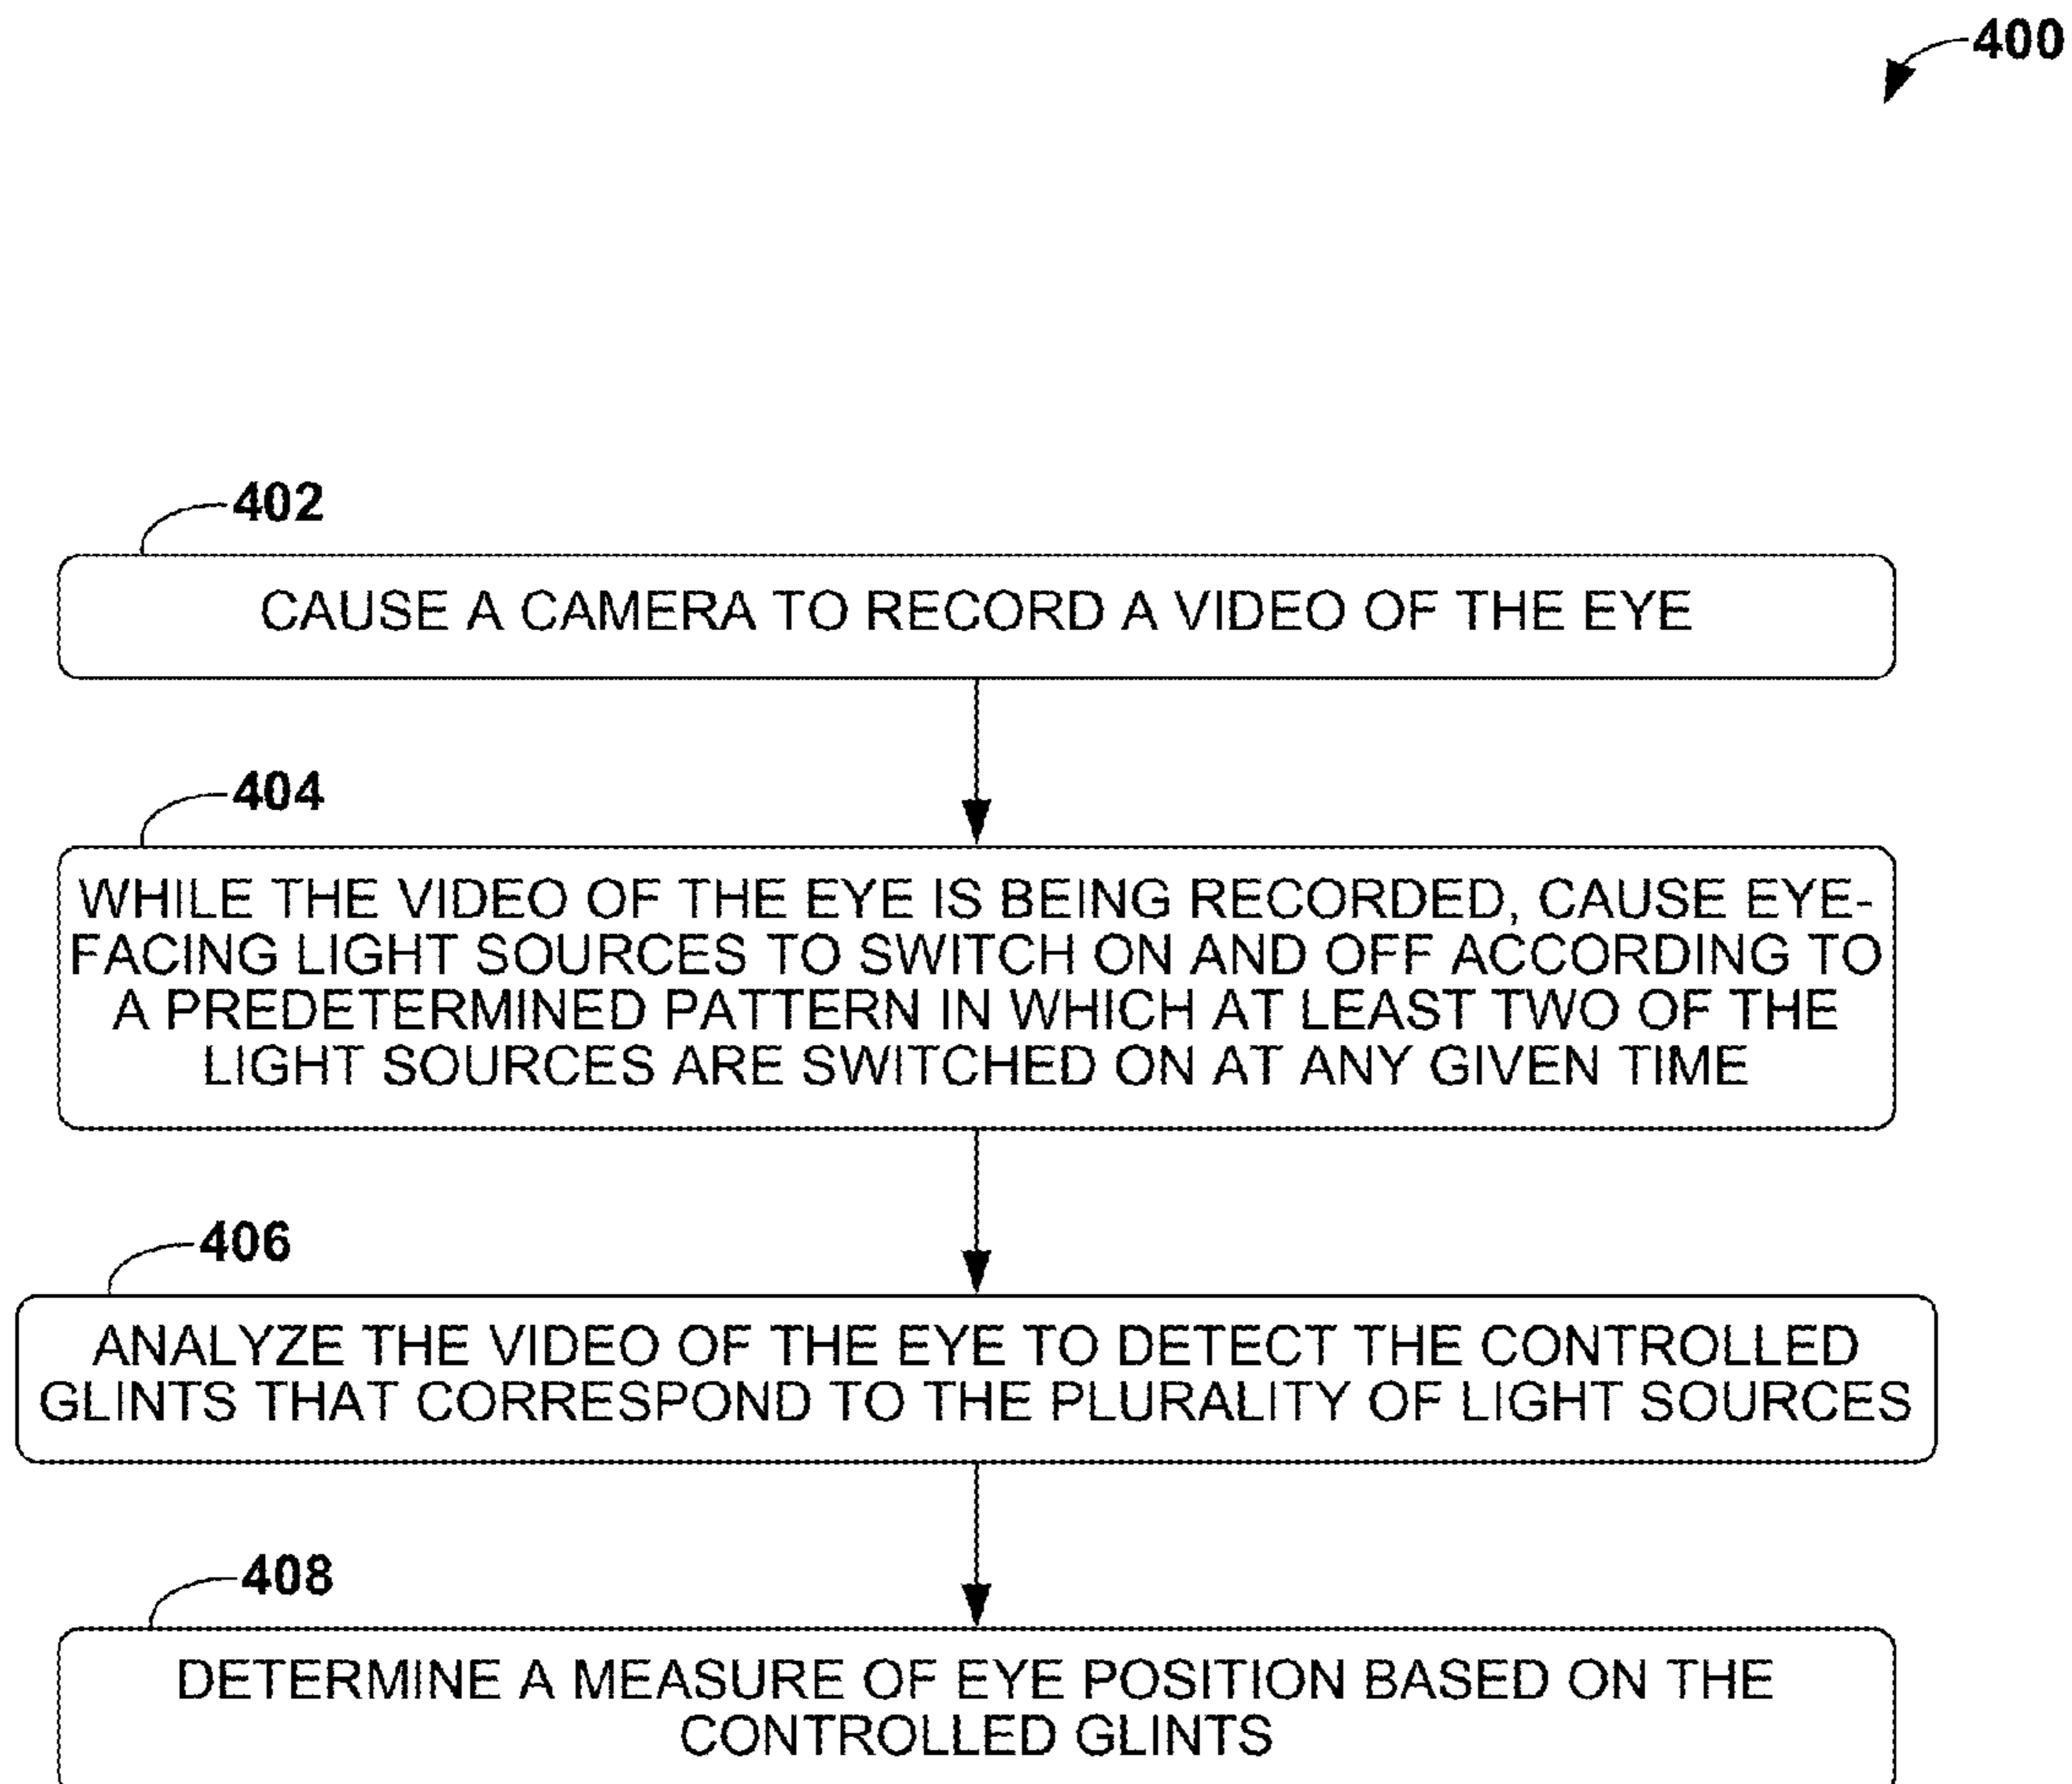 400
402
CAUSE A CAMERA TO RECORD A VIDEO OF THE EYE
404
WHILE THE VIDEO OF THE EYE IS BEING RECORDED, CAUSE EYE-
FACING LIGHT SOURCES TO SWITCH ON AND OFF ACCORDING TO
A PREDETERMINED PATTERN IN WHICH AT LEAST TWO OF THE
LIGHT SOURCES ARE SWITCHED ON AT ANY GIVEN TIME
406
ANALYZE THE VIDEO OF THE EYE TO DETECT THE CONTROLLED
GLINTS THAT CORRESPOND TO THE PLURALITY OF LIGHT SOURCES
408
DETERMINE A MEASURE OF EYE POSITION BASED ON THE
CONTROLLED GLINTS